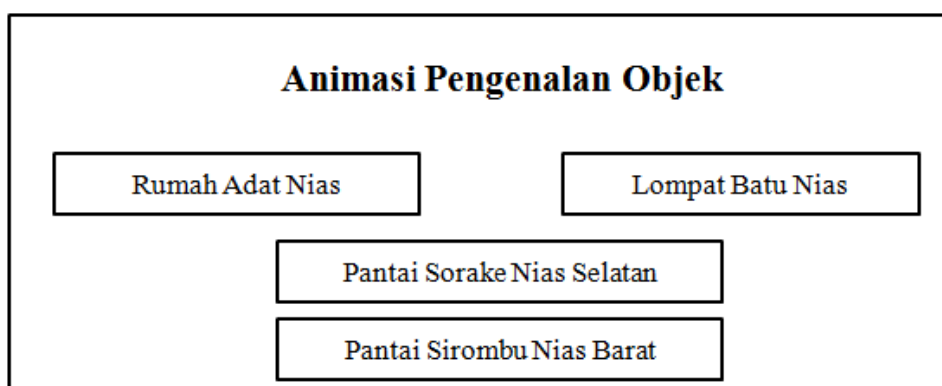 Animasi Pengenalan Objek
Rumah Adat Nias
Lompat Batu Nias
Pantai Sorake Nias Selatan
Pantai Sirombu Nias Barat